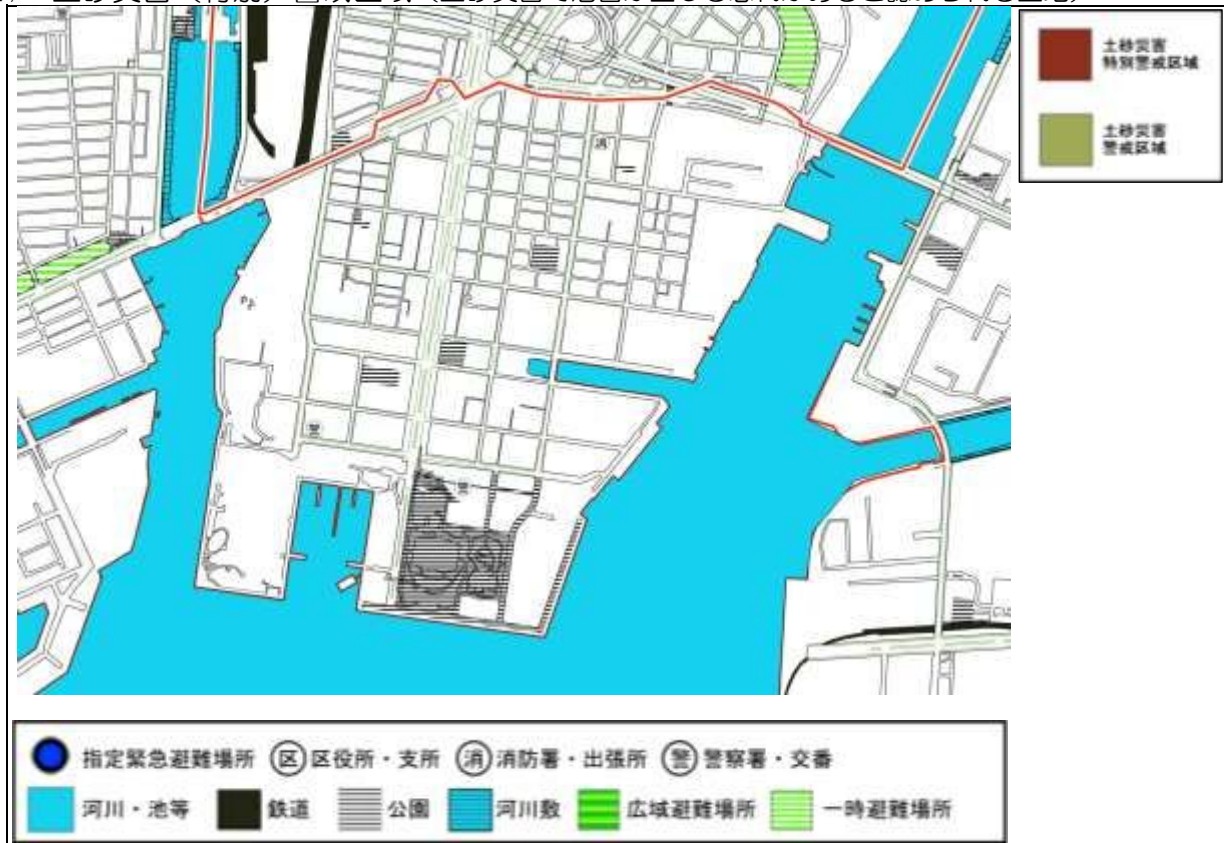 土砂災害
特別警戒区域
土砂災害
警戒区域
消
警
警
指定緊急避難場所 区 区役所・支所 消 消防署・出張所 警 警察署・交番
河川・池等 鉄道 公園 河川敷 広域避難場所 一時避難場所